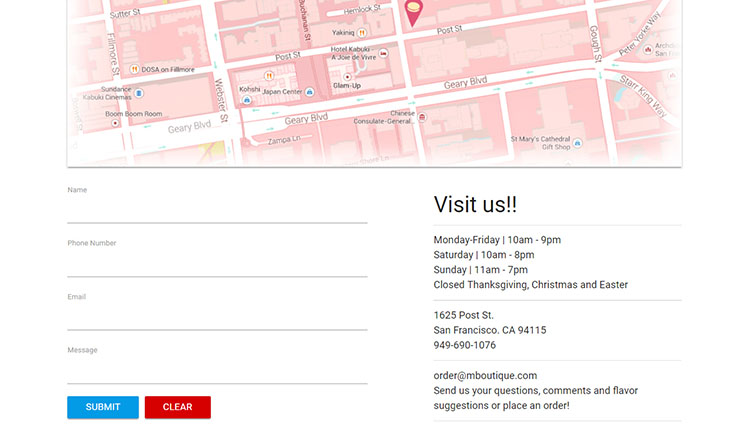 Sutter St
Buchanan St
Hemlock St
Yakiniq
Post St
Post St
Gough St
Peter Yorke Way
Fillmore St
DOSA on Fillmore
Hotel Kabuki
A Joie de Vivre
Webster St
Kohshi
Japan Center
Glam-Up
Geary Blvd
Starr King Way
Sundance
Kabuki Cinemas
Boom Boom Room
Geary Blvd
Chinese
Consulate-General...
Zampa Ln
St Mary's Cathedral
Gift Shop
Name
Phone Number
Email
Message
SUBMIT
CLEAR
Visit us!!
Monday-Friday | 10am - 9pm
Saturday | 10am - 8pm
Sunday | 11am - 7pm
Closed Thanksgiving, Christmas and Easter
1625 Post St.
San Francisco. CA 94115
949-690-1076
order@mboutique.com
Send us your questions, comments and flavor
suggestions or place an order!